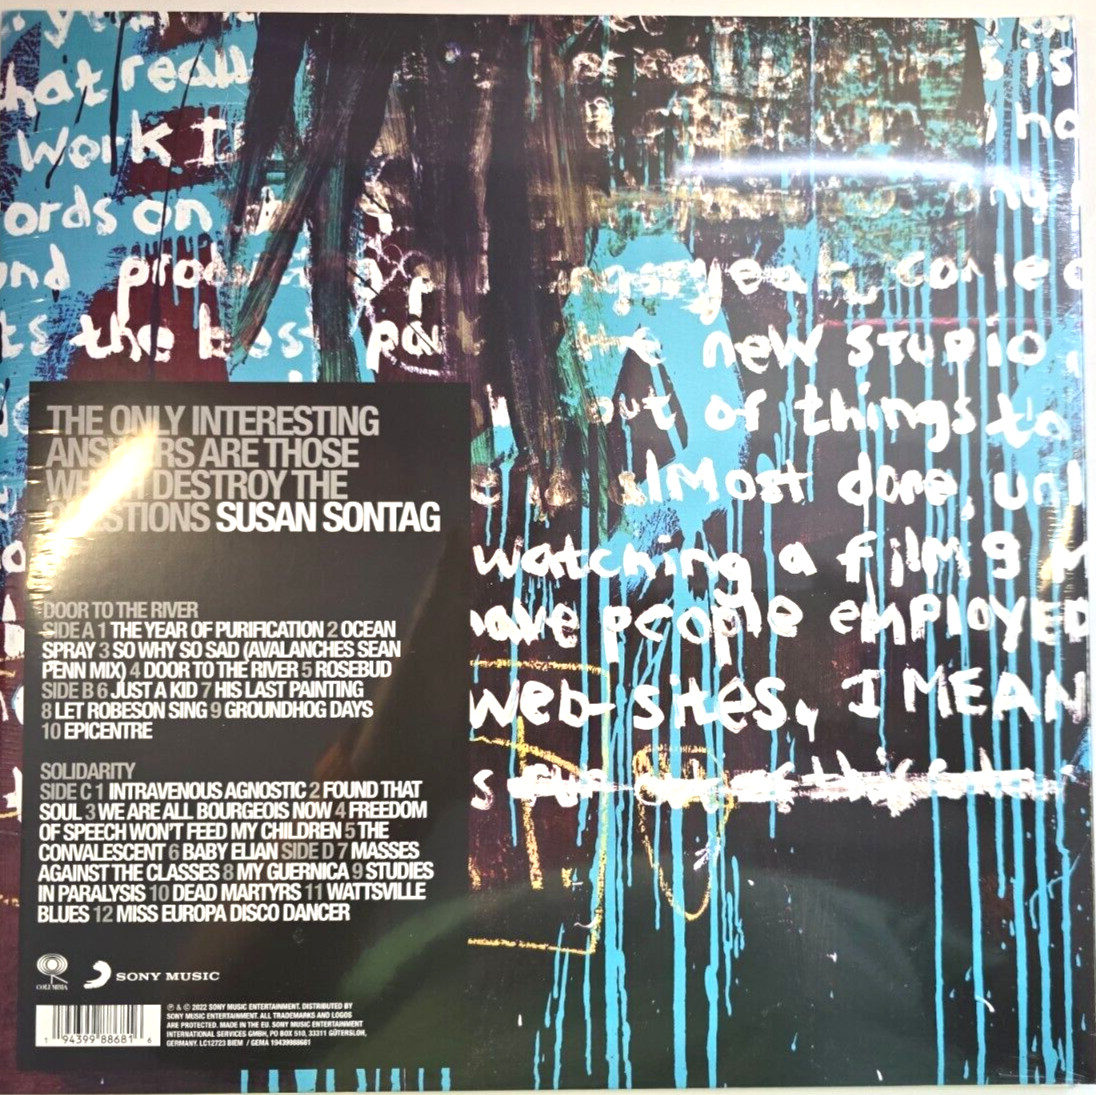 that really
s is
Work I
ords on
only
and
yeah, come
ts the best
the new studio,
out of things to
almost done, unl
watching a film 9 M
have people employed
web sites, I MEAN
THE ONLY INTERESTING
ANSWERS ARE THOSE
WHICH DESTROY THE
QUESTIONS SUSAN SONTAG
DOOR TO THE RIVER
SIDE A 1 THE YEAR OF PURIFICATION 2 OCEAN
SPRAY 3 SO WHY SO SAD (AVALANCHES SEAN
PENN MIX) 4 DOOR TO THE RIVER 5 ROSEBUD
SIDE B 6 JUST A KID 7 HIS LAST PAINTING
8 LET ROBESON SING 9 GROUNDHOG DAYS
10 EPICENTRE
SOLIDARITY
SIDE C 1 INTRAVENOUS AGNOSTIC 2 FOUND THAT
SOUL 3 WE ARE ALL BOURGEOIS NOW 4 FREEDOM
OF SPEECH WON'T FEED MY CHILDREN 5 THE
CONVALESCENT 6 BABY ELIAN SIDE D 7 MASSES
AGAINST THE CLASSES 8 MY GUERNICA 9 STUDIES
IN PARALYSIS 10 DEAD MARTYRS 11 WATTSVILLE
BLUES 12 MISS EUROPA DISCO DANCER
COLUMBIA
SONY MUSIC
℗ & © 2022 SONY MUSIC ENTERTAINMENT. DISTRIBUTED BY
SONY MUSIC ENTERTAINMENT. ALL TRADEMARKS AND LOGOS
ARE PROTECTED. MADE IN THE EU. SONY MUSIC ENTERTAINMENT
INTERNATIONAL SERVICES GMBH, PO BOX 510, 33311 GÜTERSLOH,
GERMANY. LC12723 BIEM / GEMA 19439988681
1 94399 88681 6